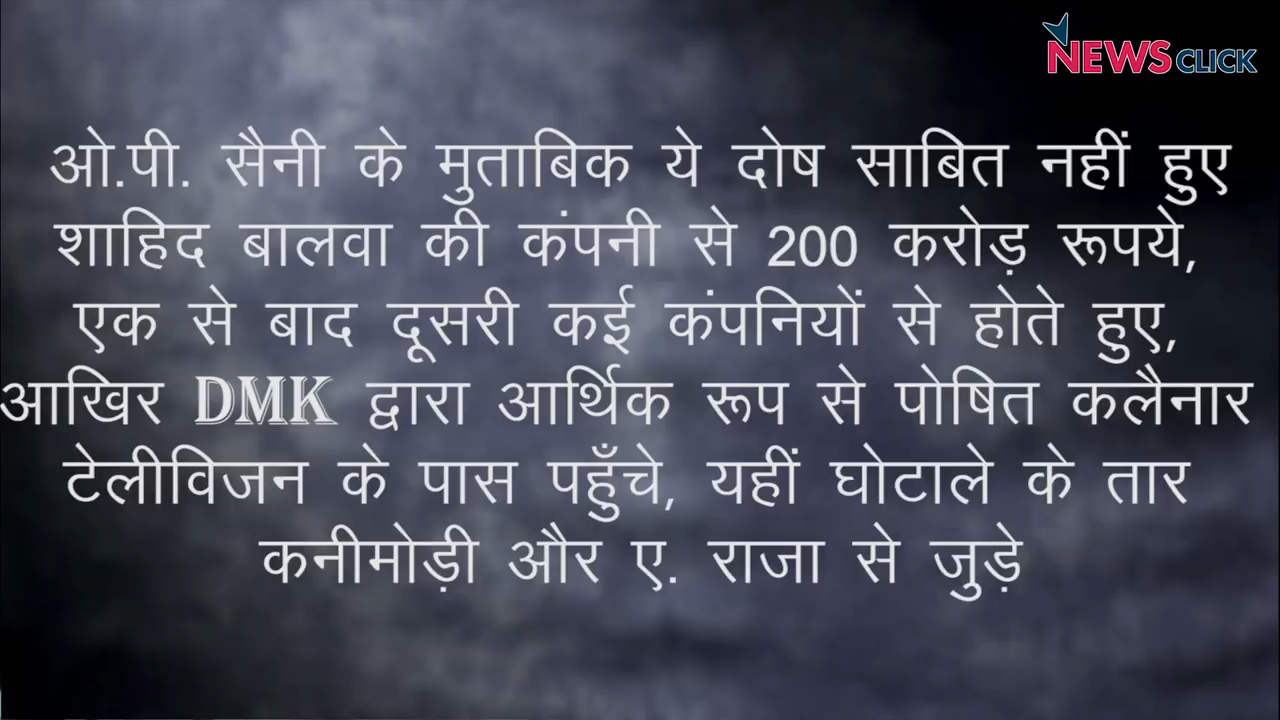 NEWSCLICK
ओ.पी. सैनी के मुताबिक ये दोष साबित नहीं हुए
शाहिद बालवा की कंपनी से 200 करोड़ रूपये,
एक से बाद दूसरी कई कंपनियों से होते हुए,
आखिर DMK द्वारा आर्थिक रूप से पोषित कलैनार
टेलीविजन के पास पहुँचे, यहीं घोटाले के तार
कनीमोड़ी और ए. राजा से जुड़े